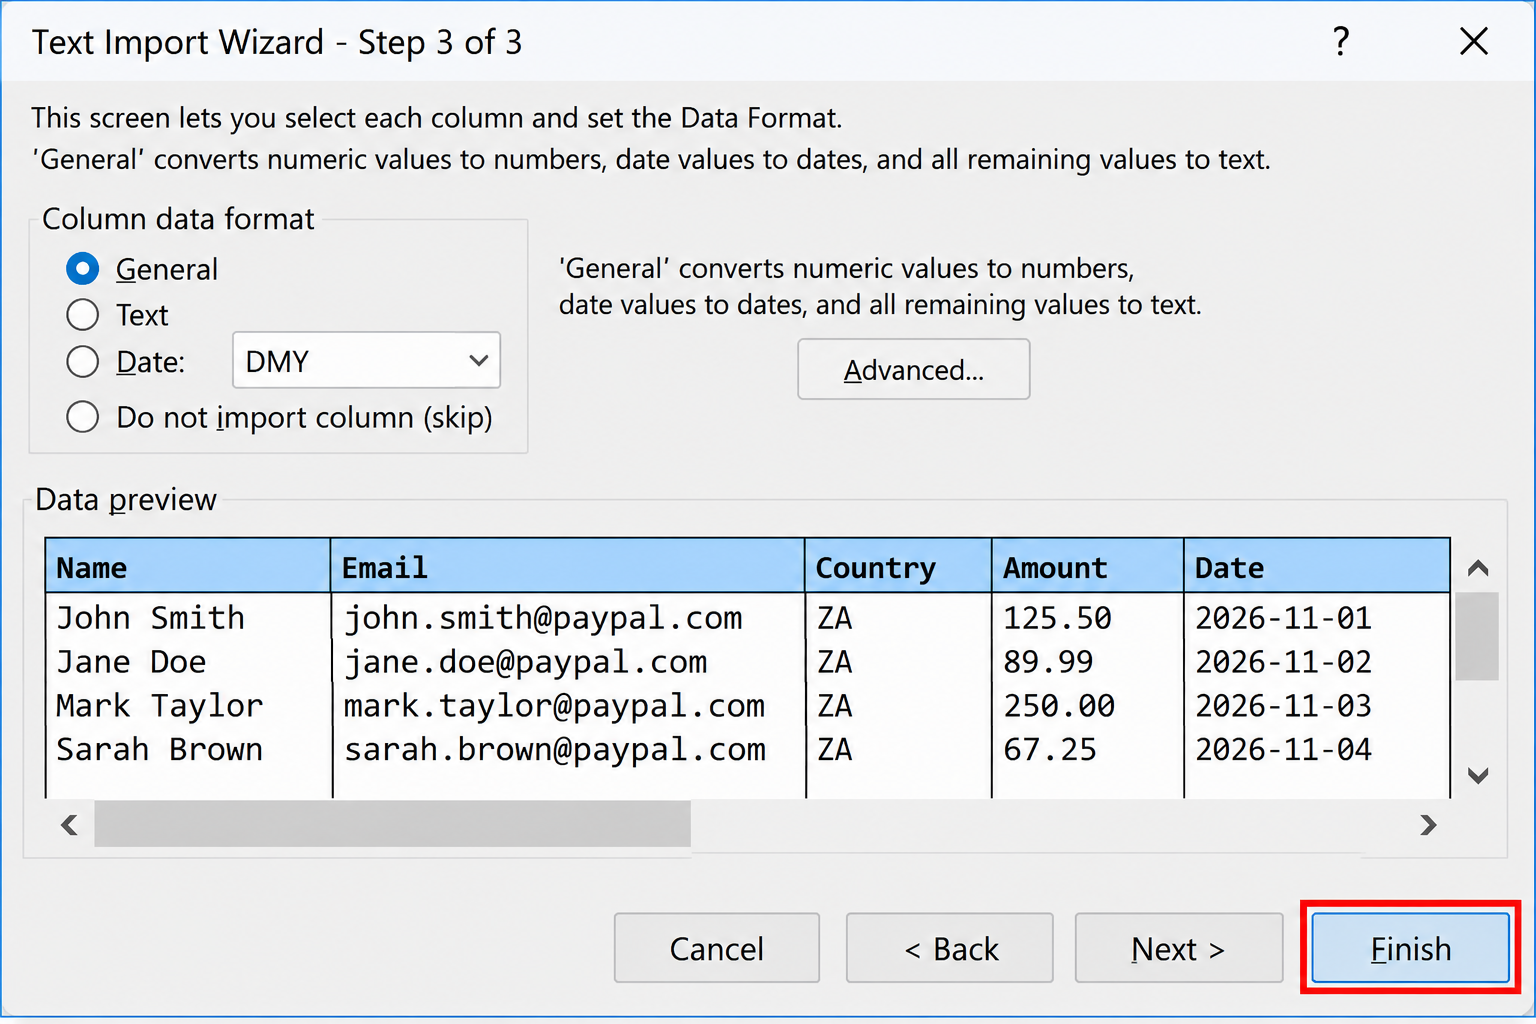 Text Import Wizard - Step 3 of 3
?
This screen lets you select each column and set the Data Format.
'General' converts numeric values to numbers, date values to dates, and all remaining values to text.
Column data format
General
Text
Date: DMY
Do not import column (skip)
'General' converts numeric values to numbers,
date values to dates, and all remaining values to text.
Advanced...
Data preview
Name Email Country Amount Date
John Smith john.smith@paypal.com ZA 125.50 2026-11-01
Jane Doe jane.doe@paypal.com ZA 89.99 2026-11-02
Mark Taylor mark.taylor@paypal.com ZA 250.00 2026-11-03
Sarah Brown sarah.brown@paypal.com ZA 67.25 2026-11-04
Cancel < Back Next > Finish